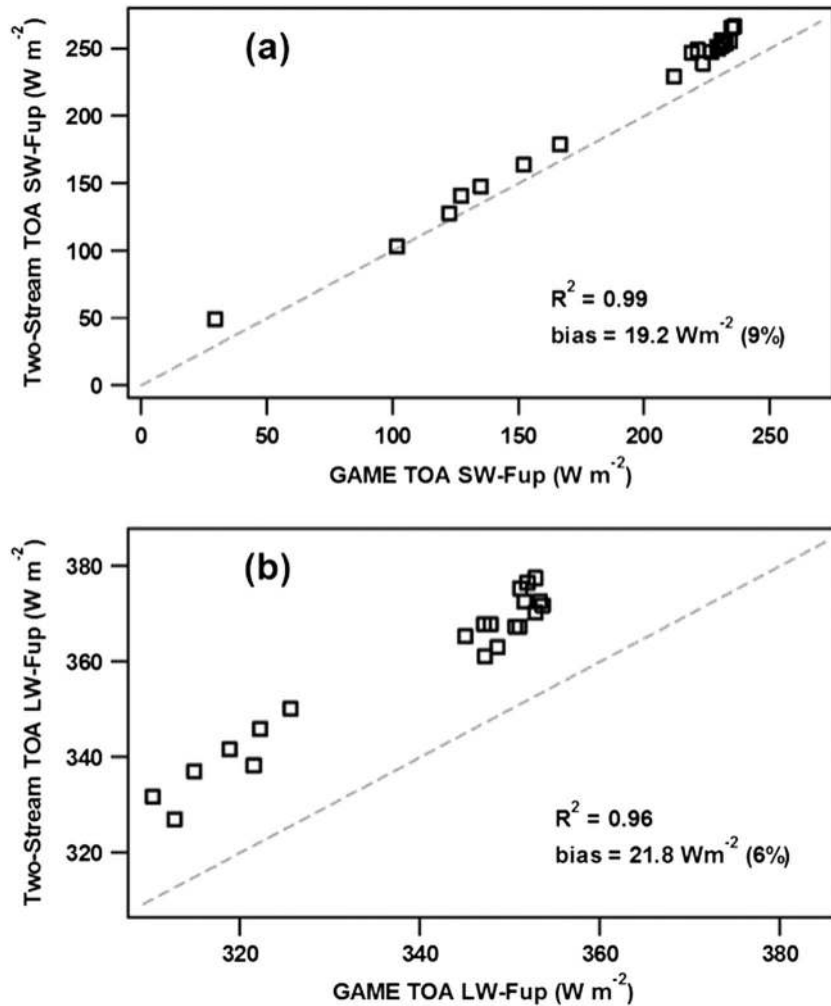 (a)
250
200
150
100
50
0
Two-Stream TOA SW-Fup (W m⁻²)
R² = 0.99
bias = 19.2 Wm⁻² (9%)
0 50 100 150 200 250
GAME TOA SW-Fup (W m⁻²)
(b)
380
360
340
320
Two-Stream TOA LW-Fup (W m⁻²)
R² = 0.96
bias = 21.8 Wm⁻² (6%)
320 340 360 380
GAME TOA LW-Fup (W m⁻²)